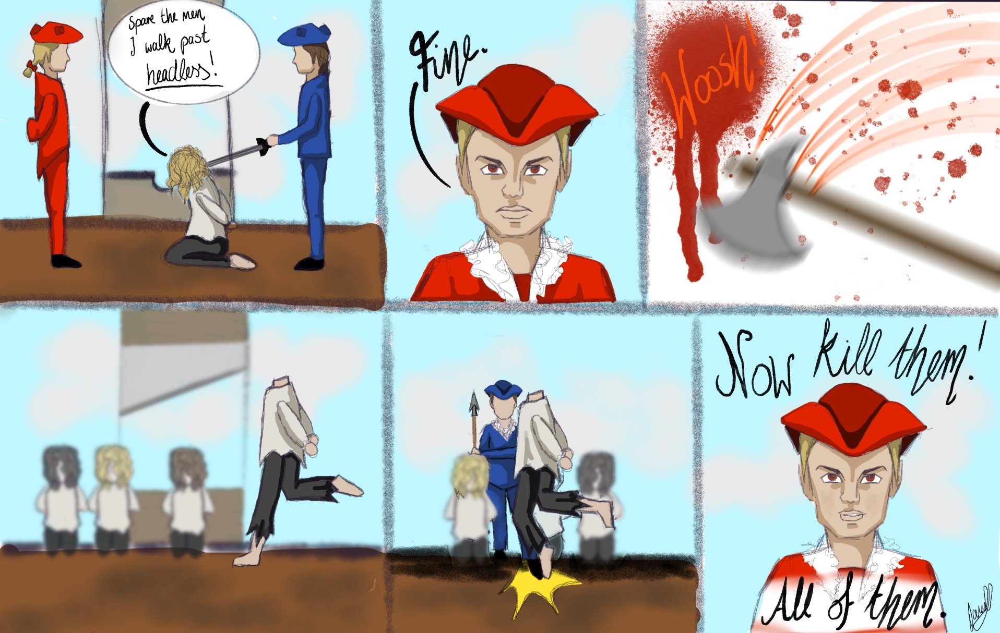 Spare the men
I walk past
headless!
Fine.
Woosh!
Now kill them!
All of them.